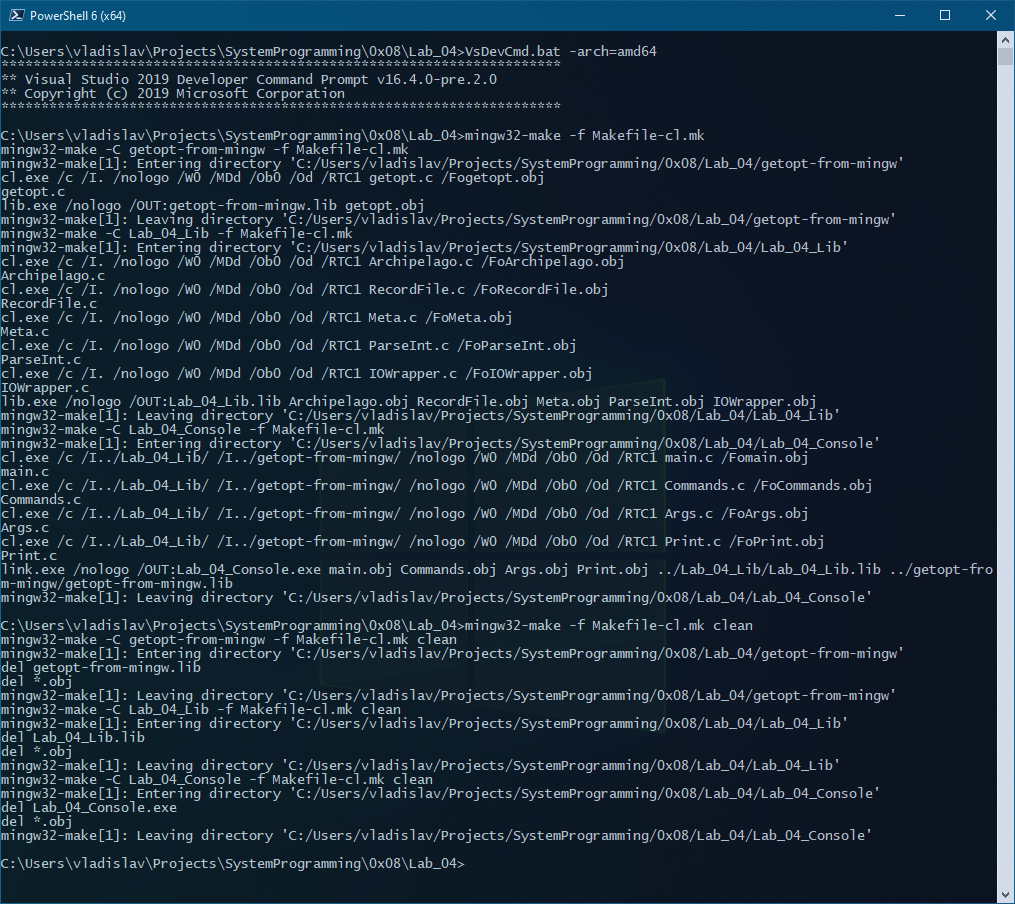 PowerShell 6 (x64)
C:\Users\vladislav\Projects\SystemProgramming\0x08\Lab_04>VsDevCmd.bat -arch=amd64
**********************************************************************
** Visual Studio 2019 Developer Command Prompt v16.4.0-pre.2.0
** Copyright (c) 2019 Microsoft Corporation
**********************************************************************
C:\Users\vladislav\Projects\SystemProgramming\0x08\Lab_04>mingw32-make -f Makefile-cl.mk
mingw32-make -C getopt-from-mingw -f Makefile-cl.mk
mingw32-make[1]: Entering directory 'C:/Users/vladislav/Projects/SystemProgramming/0x08/Lab_04/getopt-from-mingw'
cl.exe /c /I. /nologo /W0 /MDd /Ob0 /Od /RTC1 getopt.c /Fogetopt.obj
getopt.c
lib.exe /nologo /OUT:getopt-from-mingw.lib getopt.obj
mingw32-make[1]: Leaving directory 'C:/Users/vladislav/Projects/SystemProgramming/0x08/Lab_04/getopt-from-mingw'
mingw32-make -C Lab_04_Lib -f Makefile-cl.mk
mingw32-make[1]: Entering directory 'C:/Users/vladislav/Projects/SystemProgramming/0x08/Lab_04/Lab_04_Lib'
cl.exe /c /I. /nologo /W0 /MDd /Ob0 /Od /RTC1 Archipelago.c /FoArchipelago.obj
Archipelago.c
cl.exe /c /I. /nologo /W0 /MDd /Ob0 /Od /RTC1 RecordFile.c /FoRecordFile.obj
RecordFile.c
cl.exe /c /I. /nologo /W0 /MDd /Ob0 /Od /RTC1 Meta.c /FoMeta.obj
Meta.c
cl.exe /c /I. /nologo /W0 /MDd /Ob0 /Od /RTC1 ParseInt.c /FoParseInt.obj
ParseInt.c
cl.exe /c /I. /nologo /W0 /MDd /Ob0 /Od /RTC1 IOWrapper.c /FoIOWrapper.obj
IOWrapper.c
lib.exe /nologo /OUT:Lab_04_Lib.lib Archipelago.obj RecordFile.obj Meta.obj ParseInt.obj IOWrapper.obj
mingw32-make[1]: Leaving directory 'C:/Users/vladislav/Projects/SystemProgramming/0x08/Lab_04/Lab_04_Lib'
mingw32-make -C Lab_04_Console -f Makefile-cl.mk
mingw32-make[1]: Entering directory 'C:/Users/vladislav/Projects/SystemProgramming/0x08/Lab_04/Lab_04_Console'
cl.exe /c /I../Lab_04_Lib/ /I../getopt-from-mingw/ /nologo /W0 /MDd /Ob0 /Od /RTC1 main.c /Fomain.obj
main.c
cl.exe /c /I../Lab_04_Lib/ /I../getopt-from-mingw/ /nologo /W0 /MDd /Ob0 /Od /RTC1 Commands.c /FoCommands.obj
Commands.c
cl.exe /c /I../Lab_04_Lib/ /I../getopt-from-mingw/ /nologo /W0 /MDd /Ob0 /Od /RTC1 Args.c /FoArgs.obj
Args.c
cl.exe /c /I../Lab_04_Lib/ /I../getopt-from-mingw/ /nologo /W0 /MDd /Ob0 /Od /RTC1 Print.c /FoPrint.obj
Print.c
link.exe /nologo /OUT:Lab_04_Console.exe main.obj Commands.obj Args.obj Print.obj ../Lab_04_Lib/Lab_04_Lib.lib ../getopt-fro
m-mingw/getopt-from-mingw.lib
mingw32-make[1]: Leaving directory 'C:/Users/vladislav/Projects/SystemProgramming/0x08/Lab_04/Lab_04_Console'
C:\Users\vladislav\Projects\SystemProgramming\0x08\Lab_04>mingw32-make -f Makefile-cl.mk clean
mingw32-make -C getopt-from-mingw -f Makefile-cl.mk clean
mingw32-make[1]: Entering directory 'C:/Users/vladislav/Projects/SystemProgramming/0x08/Lab_04/getopt-from-mingw'
del getopt-from-mingw.lib
del *.obj
mingw32-make[1]: Leaving directory 'C:/Users/vladislav/Projects/SystemProgramming/0x08/Lab_04/getopt-from-mingw'
mingw32-make -C Lab_04_Lib -f Makefile-cl.mk clean
mingw32-make[1]: Entering directory 'C:/Users/vladislav/Projects/SystemProgramming/0x08/Lab_04/Lab_04_Lib'
del Lab_04_Lib.lib
del *.obj
mingw32-make[1]: Leaving directory 'C:/Users/vladislav/Projects/SystemProgramming/0x08/Lab_04/Lab_04_Lib'
mingw32-make -C Lab_04_Console -f Makefile-cl.mk clean
mingw32-make[1]: Entering directory 'C:/Users/vladislav/Projects/SystemProgramming/0x08/Lab_04/Lab_04_Console'
del Lab_04_Console.exe
del *.obj
mingw32-make[1]: Leaving directory 'C:/Users/vladislav/Projects/SystemProgramming/0x08/Lab_04/Lab_04_Console'
C:\Users\vladislav\Projects\SystemProgramming\0x08\Lab_04>